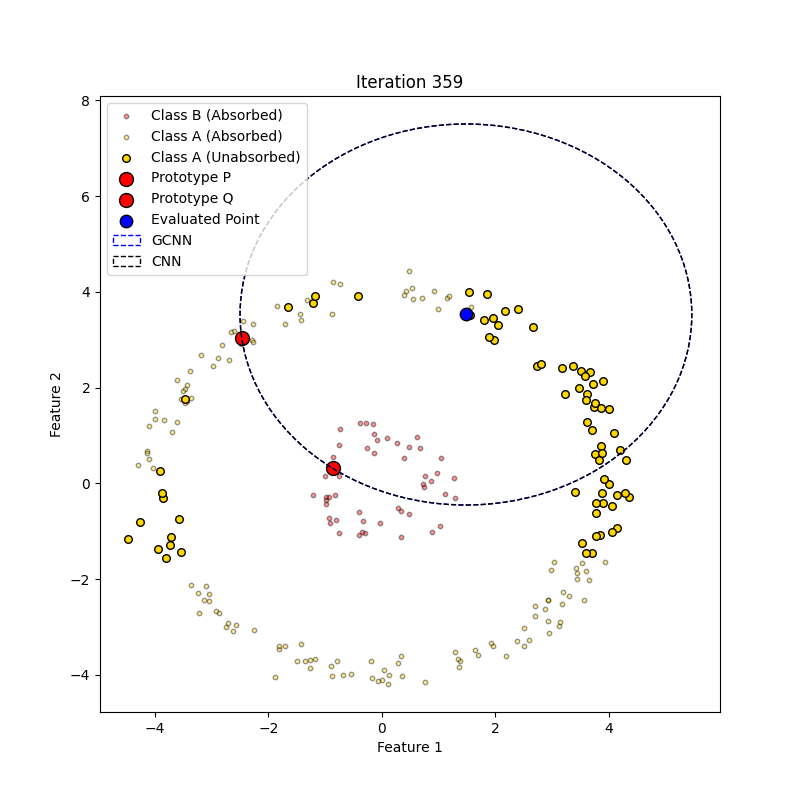 Iteration 359
Class B (Absorbed)
Class A (Absorbed)
Class A (Unabsorbed)
Prototype P
Prototype Q
Evaluated Point
GCNN
CNN
8
6
4
2
0
−2
−4
Feature 2
−4 −2 0 2 4
Feature 1